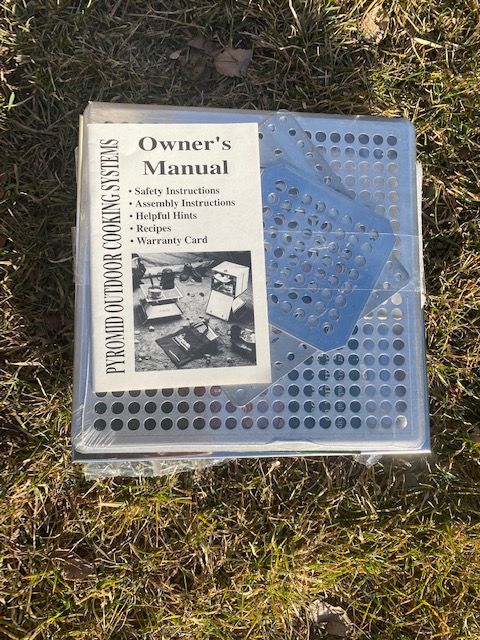 PYROMID OUTDOOR COOKING SYSTEMS
Owner's
Manual
• Safety Instructions
• Assembly Instructions
• Helpful Hints
• Recipes
• Warranty Card